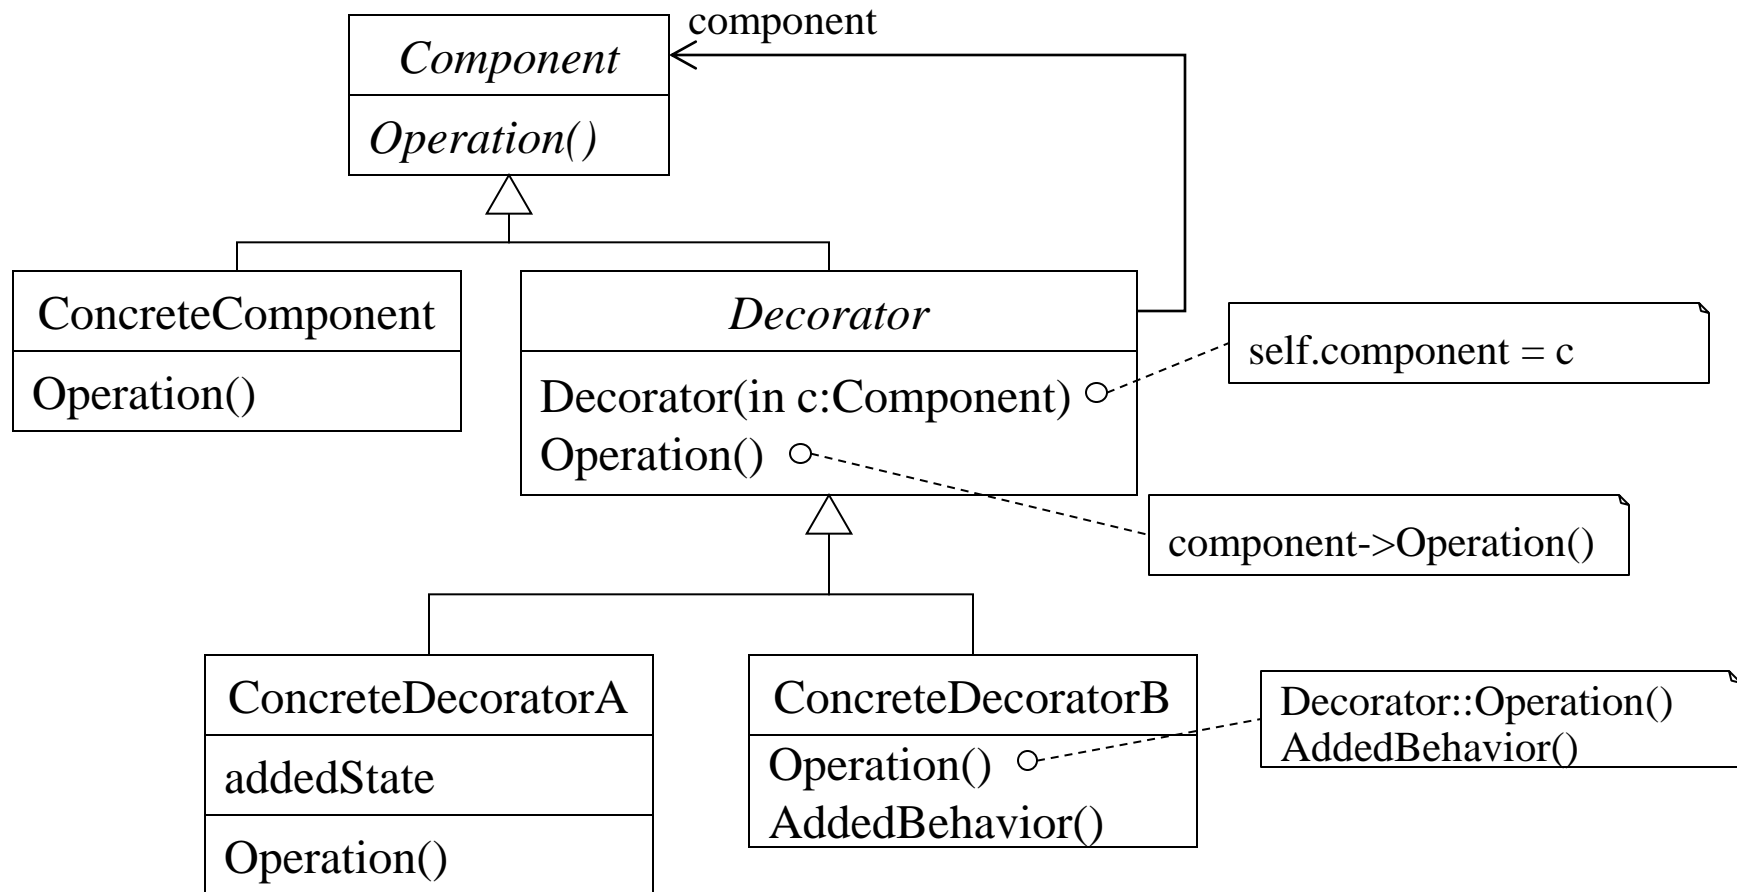 component
Component
Operation()
ConcreteComponent
Operation()
Decorator
Decorator(in c:Component)
Operation()
self.component = c
component->Operation()
ConcreteDecoratorA
addedState
Operation()
ConcreteDecoratorB
Operation()
AddedBehavior()
Decorator::Operation()
AddedBehavior()